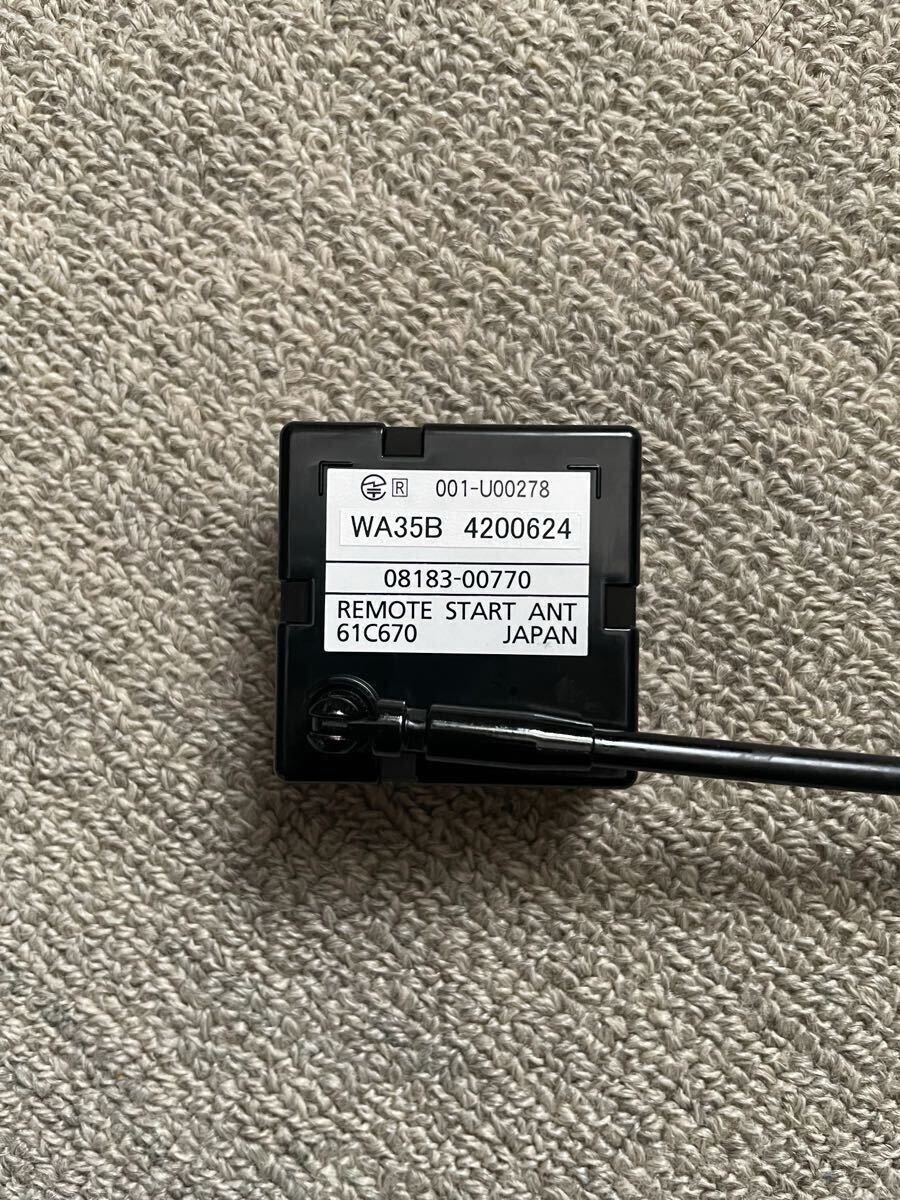 R 001-U00278
WA35B 4200624
08183-00770
REMOTE START ANT
61C670 JAPAN